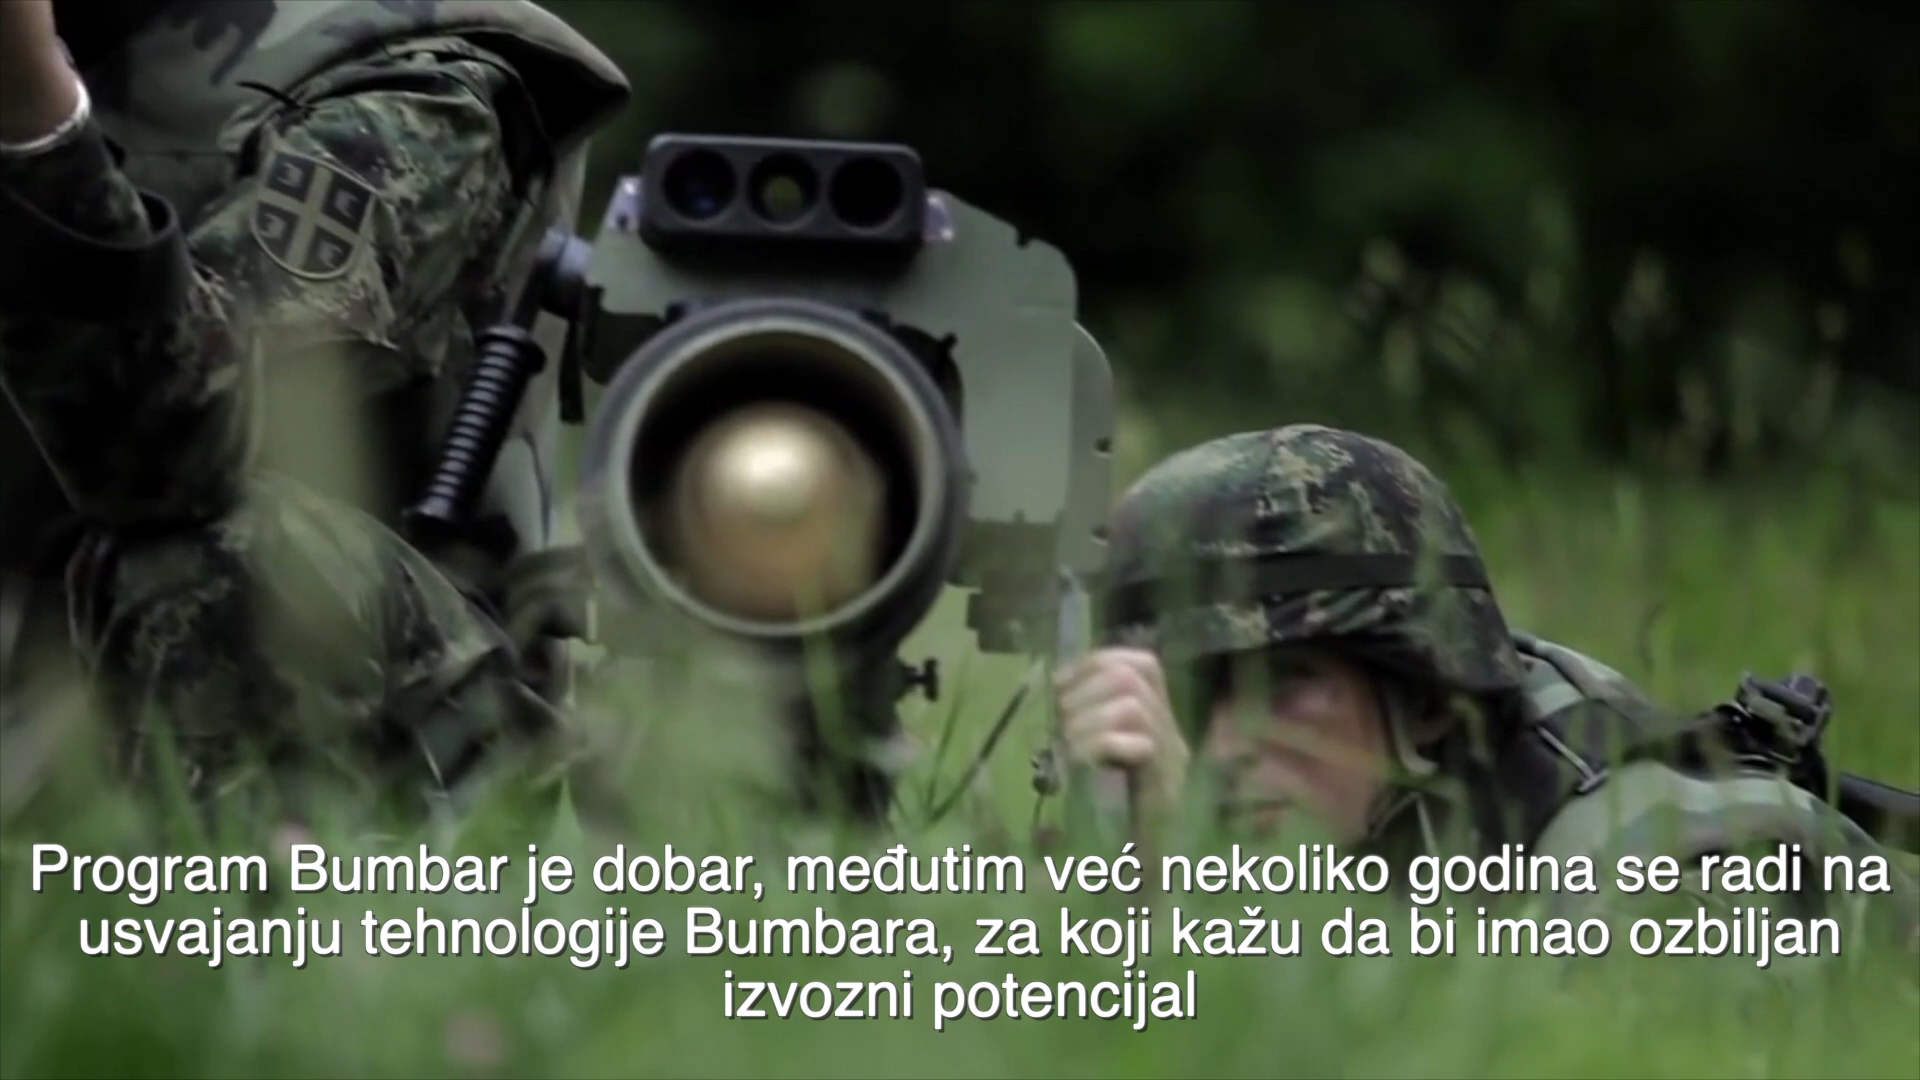 Program Bumbar je dobar, međutim već nekoliko godina se radi na
usvajanju tehnologije Bumbara, za koji kažu da bi imao ozbiljan
izvozni potencijal